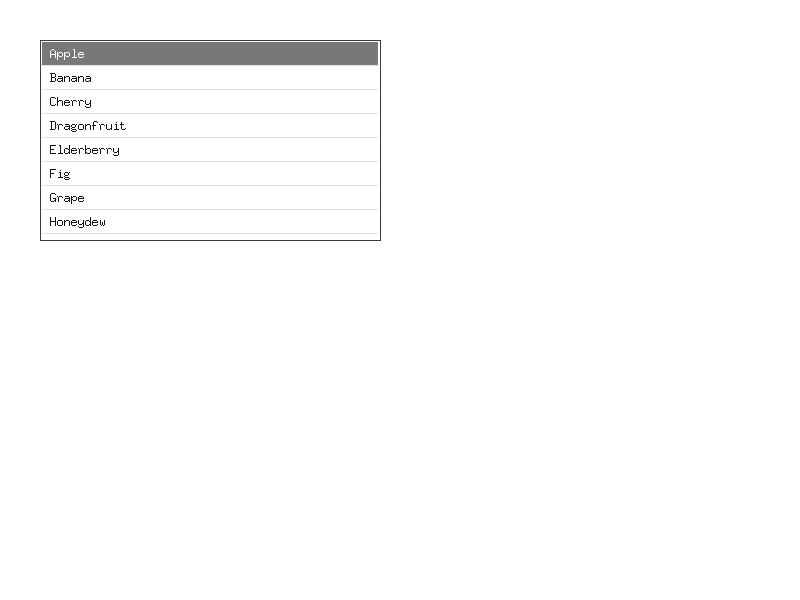 Apple
Banana
Cherry
Dragonfruit
Elderberry
Fig
Grape
Honeydew